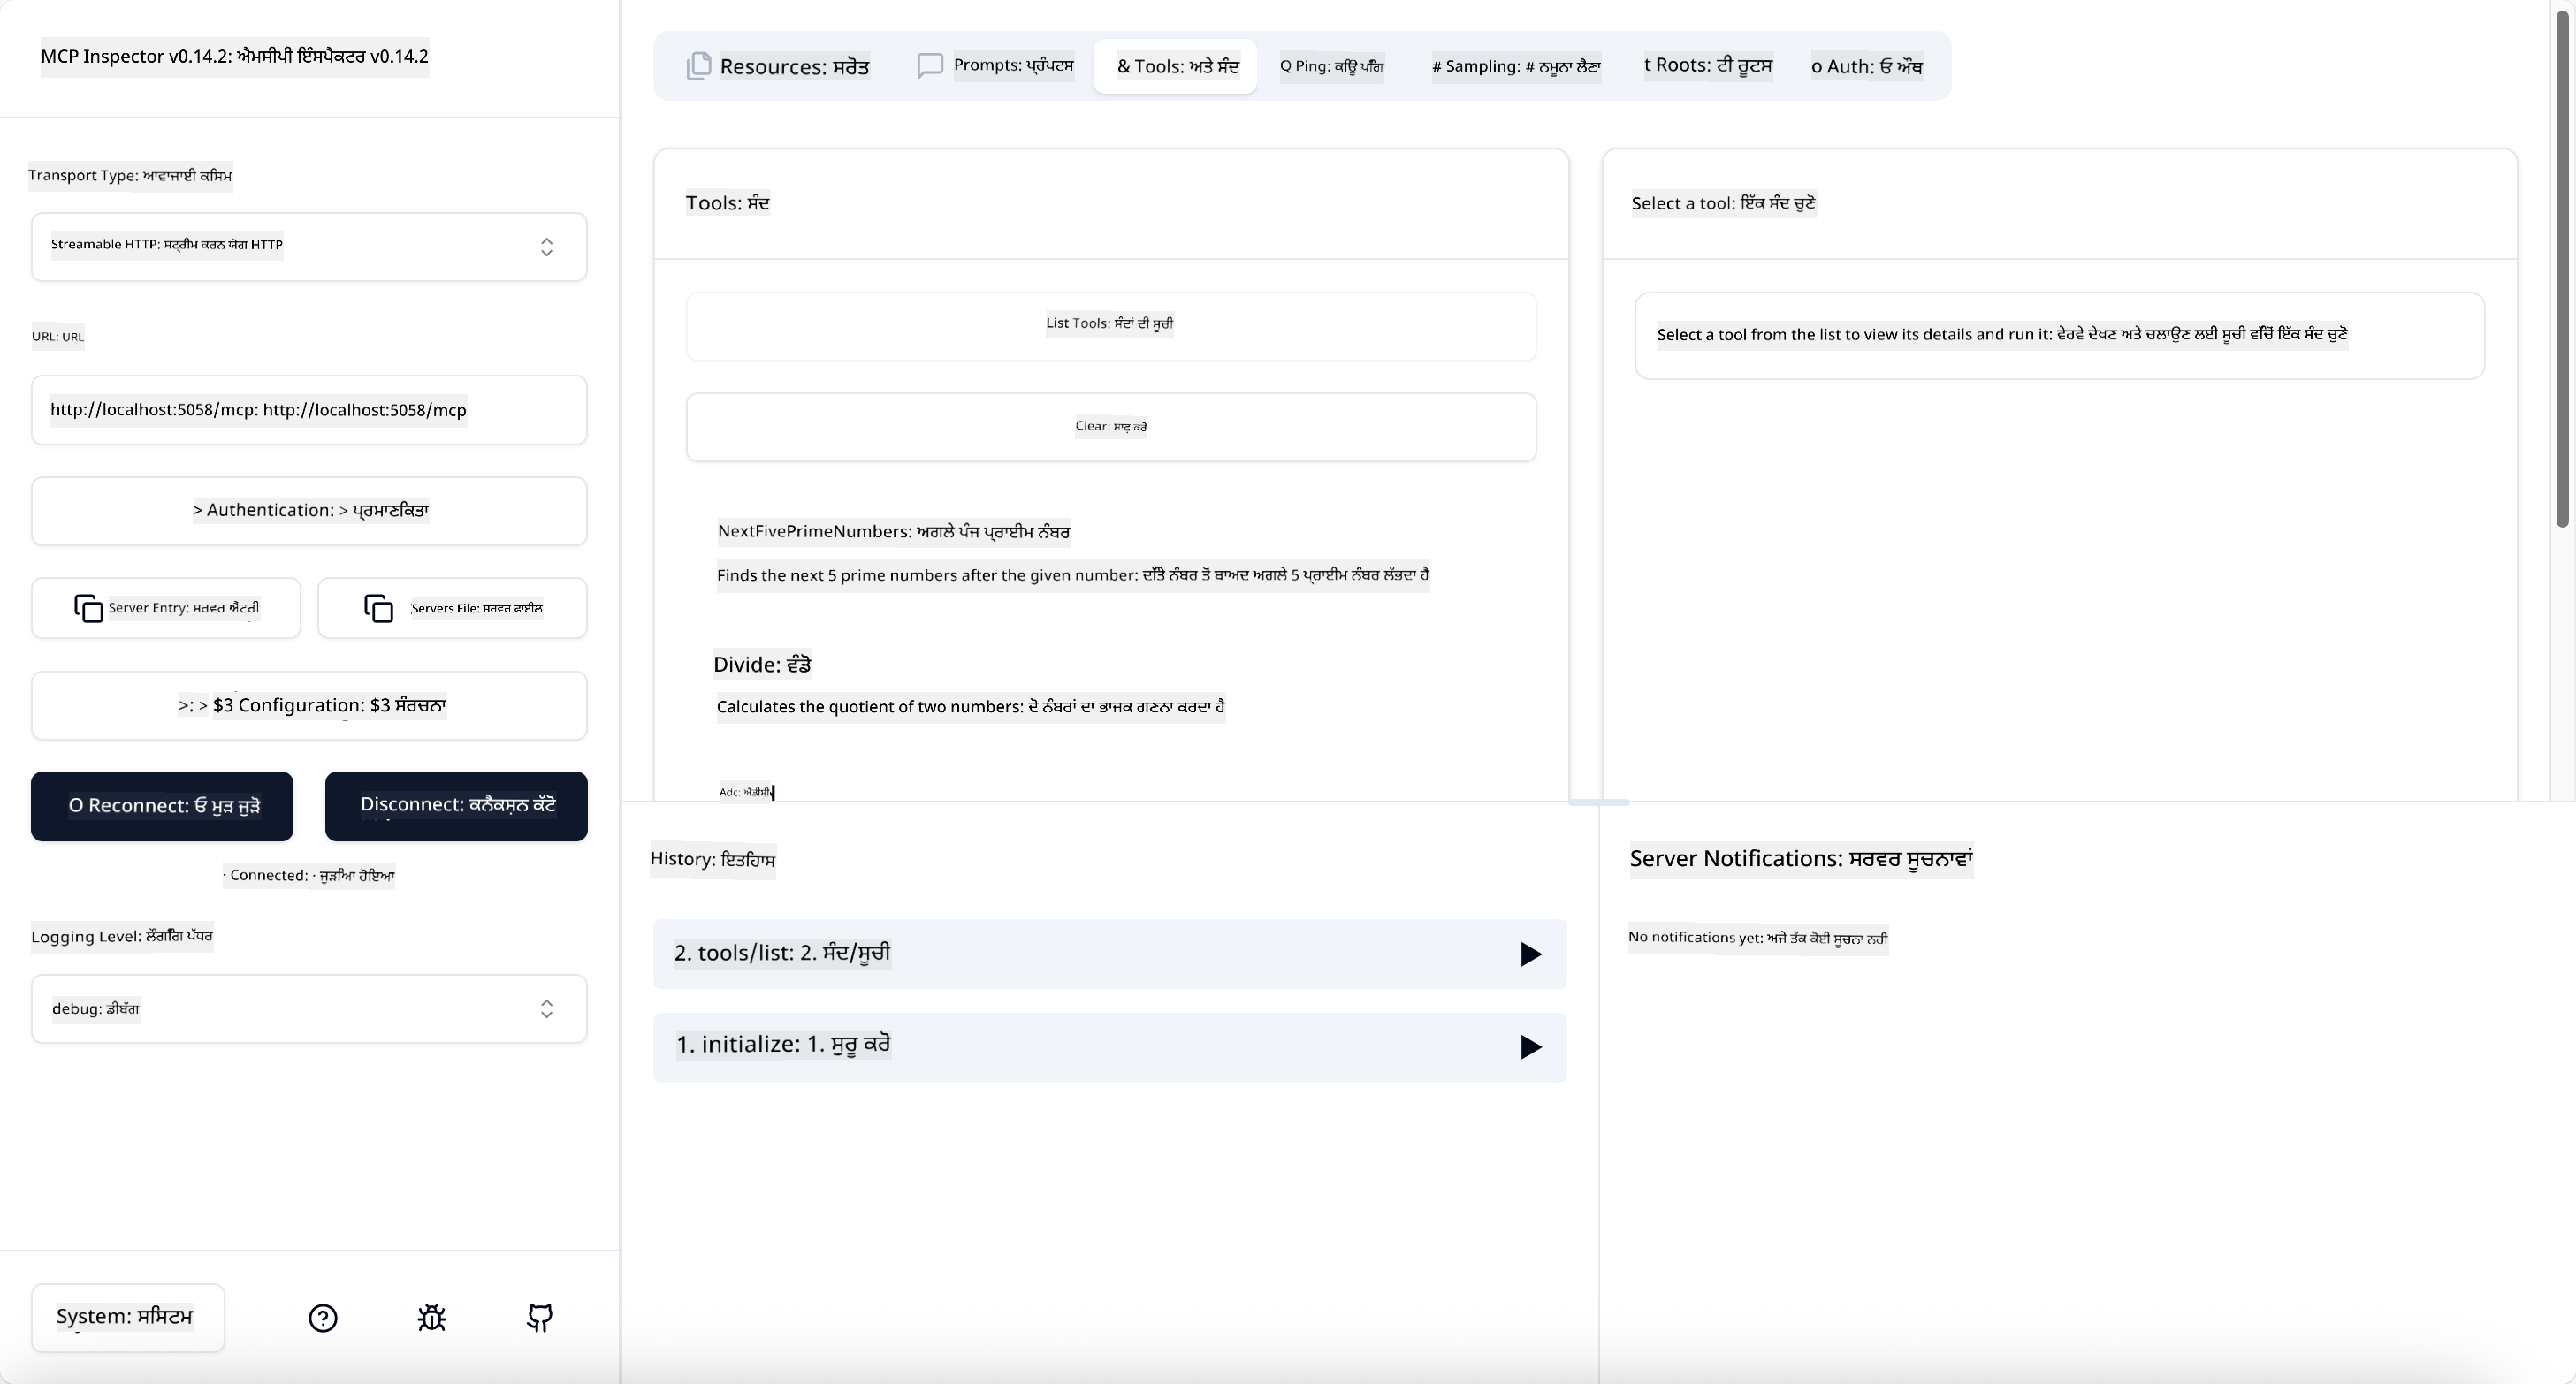 MCP Inspector v0.14.2: ਐਮਸੀਪੀ ਇੰਸਪੈਕਟਰ v0.14.2
Transport Type: ਆਵਾਜਾਈ ਕਿਸਮ
Streamable HTTP: ਸਟ੍ਰੀਮ ਕਰਨ ਯੋਗ HTTP
URL: URL
http://localhost:5058/mcp: http://localhost:5058/mcp
> Authentication: > ਪ੍ਰਮਾਣਿਕਤਾ
Server Entry: ਸਰਵਰ ਐਂਟਰੀ
Servers File: ਸਰਵਰ ਫਾਈਲ
>: > $3 Configuration: $3 ਸੰਰਚਨਾ
O Reconnect: ਓ ਮੁੜ ਜੁੜੋ
Disconnect: ਕਨੈਕਸ਼ਨ ਕੱਟੋ
· Connected: · ਜੁੜਿਆ ਹੋਇਆ
Logging Level: ਲੌਗਿੰਗ ਪੱਧਰ
debug: ਡੀਬੱਗ
System: ਸਿਸਟਮ
Resources: ਸਰੋਤ
Prompts: ਪ੍ਰੰਪਟਸ
& Tools: ਅਤੇ ਸੰਦ
Q Ping: ਕਿਊ ਪਿੰਗ
# Sampling: # ਨਮੂਨਾ ਲੈਣਾ
t Roots: ਟੀ ਰੂਟਸ
o Auth: ਓ ਔਥ
Tools: ਸੰਦ
List Tools: ਸੰਦਾਂ ਦੀ ਸੂਚੀ
Clear: ਸਾਫ਼ ਕਰੋ
NextFivePrimeNumbers: ਅਗਲੇ ਪੰਜ ਪ੍ਰਾਈਮ ਨੰਬਰ
Finds the next 5 prime numbers after the given number: ਦਿੱਤੇ ਨੰਬਰ ਤੋਂ ਬਾਅਦ ਅਗਲੇ 5 ਪ੍ਰਾਈਮ ਨੰਬਰ ਲੱਭਦਾ ਹੈ
Divide: ਵੰਡੋ
Calculates the quotient of two numbers: ਦੋ ਨੰਬਰਾਂ ਦਾ ਭਾਜਕ ਗਣਨਾ ਕਰਦਾ ਹੈ
Adc: ਐਡੀਸੀ
Select a tool: ਇੱਕ ਸੰਦ ਚੁਣੋ
Select a tool from the list to view its details and run it: ਵੇਰਵੇ ਦੇਖਣ ਅਤੇ ਚਲਾਉਣ ਲਈ ਸੂਚੀ ਵਿੱਚੋਂ ਇੱਕ ਸੰਦ ਚੁਣੋ
History: ਇਤਿਹਾਸ
2. tools/list: 2. ਸੰਦ/ਸੂਚੀ
1. initialize: 1. ਸ਼ੁਰੂ ਕਰੋ
Server Notifications: ਸਰਵਰ ਸੂਚਨਾਵਾਂ
No notifications yet: ਅਜੇ ਤੱਕ ਕੋਈ ਸੂਚਨਾ ਨਹੀਂ